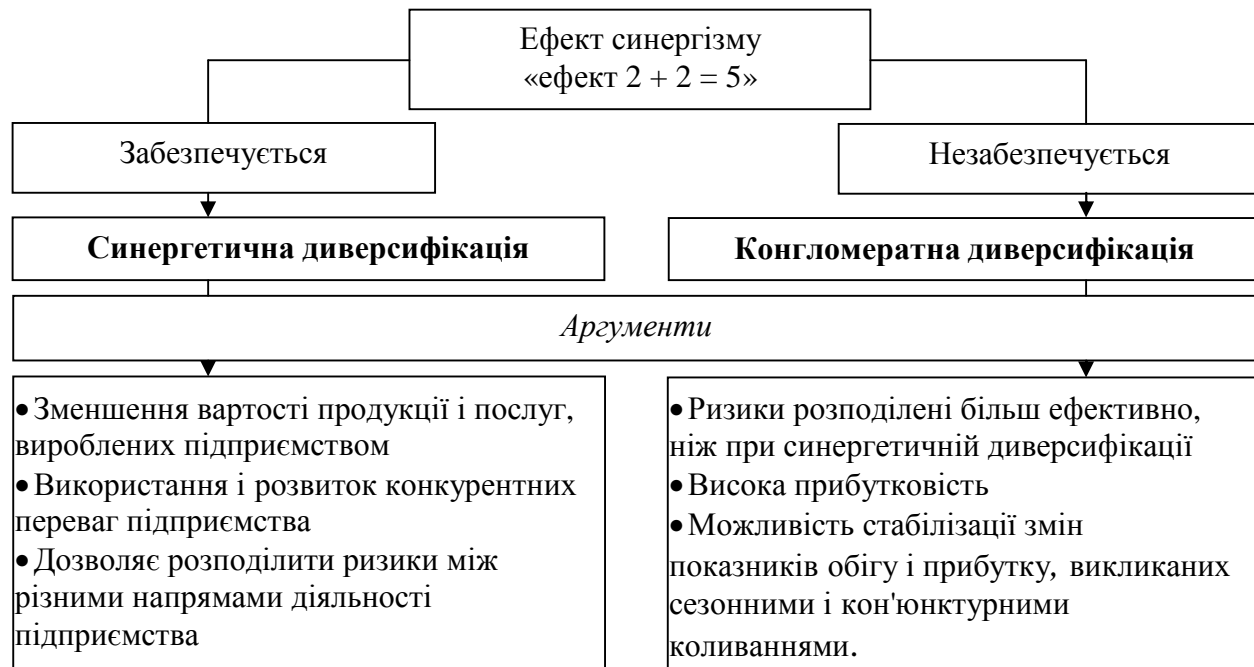 Ефект синергізму
«ефект 2 + 2 = 5»
Забезпечується
Незабезпечується
Синергетична диверсифікація
Конгломератна диверсифікація
Аргументи
•Зменшення вартості продукції і послуг,
вироблених підприємством
•Використання і розвиток конкурентних
переваг підприємства
•Дозволяє розподілити ризики між
різними напрямами діяльності
підприємства
•Ризики розподілені більш ефективно,
ніж при синергетичній диверсифікації
•Висока прибутковість
•Можливість стабілізації змін
показників обігу і прибутку, викликаних
сезонними і кон'юнктурними
коливаннями.